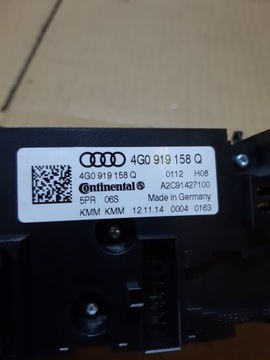 4G0 919 158 Q
4G0 919 158 Q 0112 H08
Continental A2C91427100
5PR 06S Made in Germany
KMM KMM 12.11.14 0004 0163